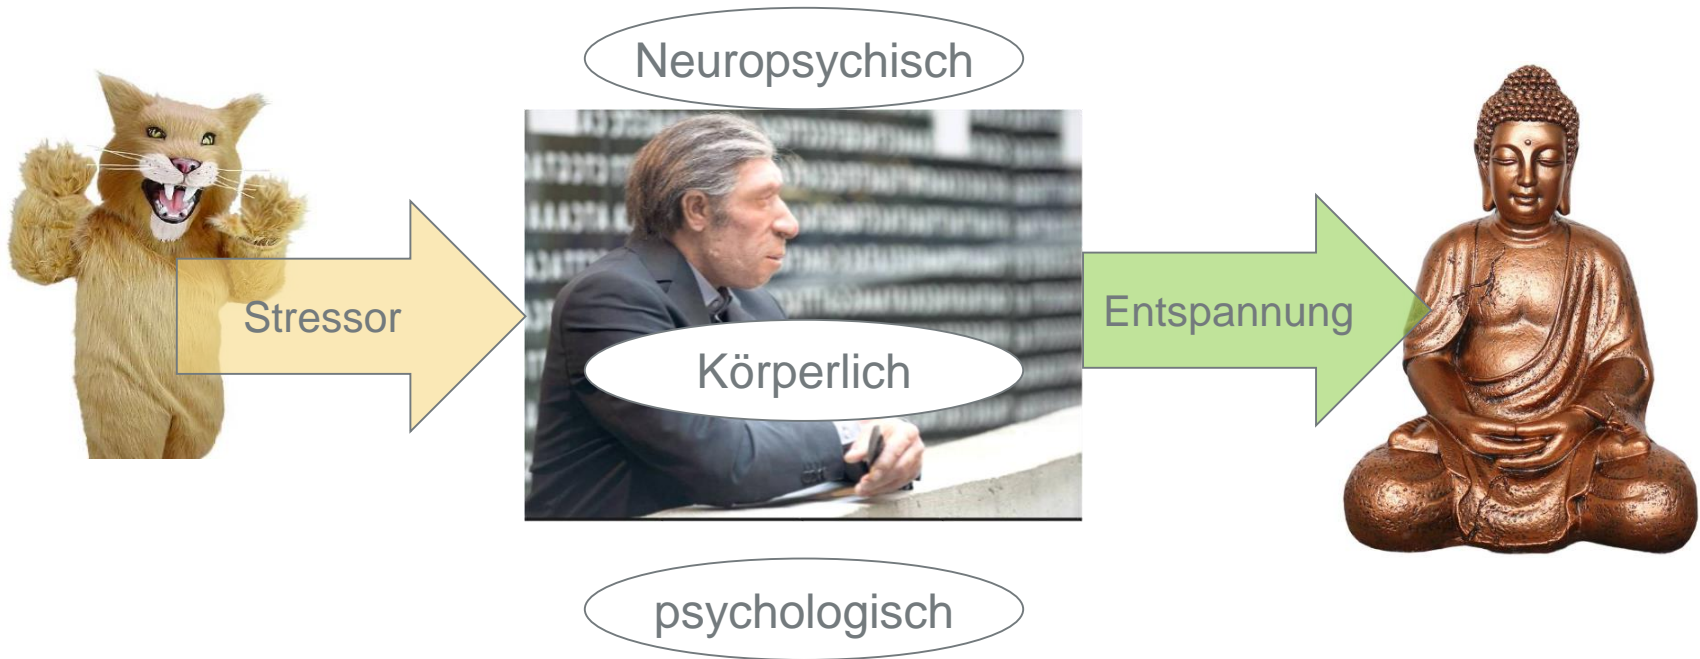 Neuropsychisch
Stressor
Entspannung
Körperlich
psychologisch